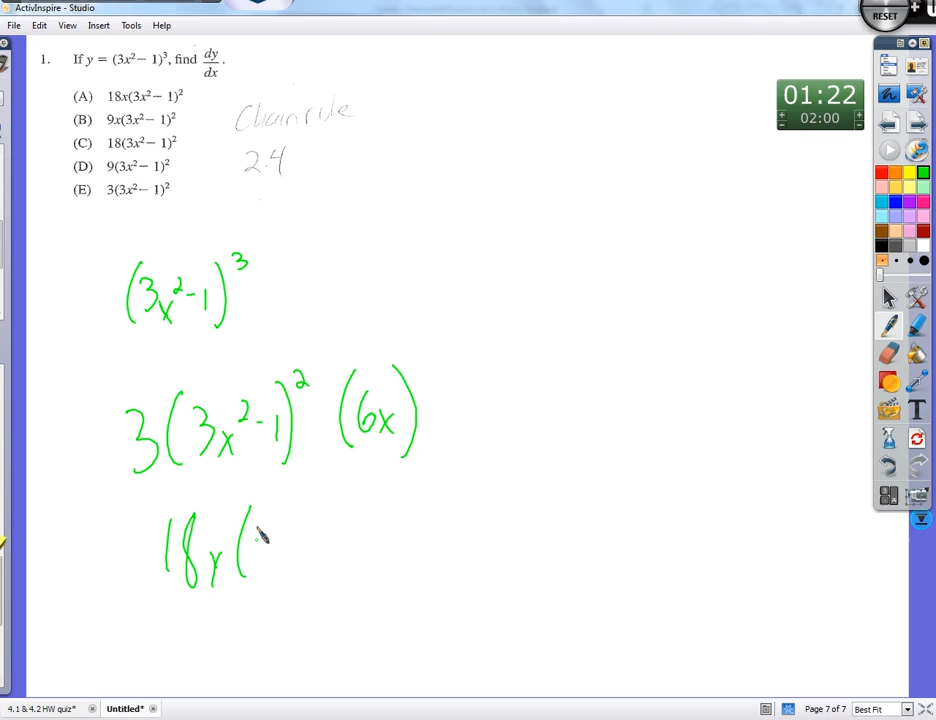 ActivInspire - Studio
RESET
File Edit View Insert Tools Help
1. If y = (3x² − 1)³, find dy/dx.
(A) 18x(3x² − 1)²
(B) 9x(3x² − 1)²
(C) 18(3x² − 1)²
(D) 9(3x² − 1)²
(E) 3(3x² − 1)²
Chain rule
2.4
01:22
02:00
(3x²-1)³
3(3x²-1)² (6x)
18x(
4.1 & 4.2 HW quiz* Untitled* Page 7 of 7 Best Fit